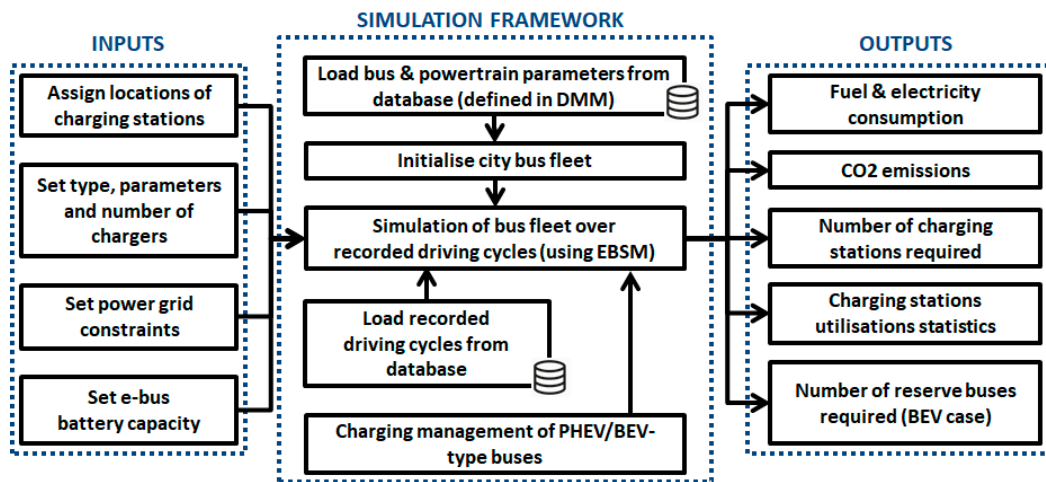 SIMULATION FRAMEWORK
INPUTS
Assign locations of
charging stations
Set type, parameters
and number of
chargers
Set power grid
constraints
Set e-bus
battery capacity
Load bus & powertrain parameters from
database (defined in DMM)
Initialise city bus fleet
Simulation of bus fleet over
recorded driving cycles (using EBSM)
Load recorded
driving cycles from
database
Charging management of PHEV/BEV-
type buses
OUTPUTS
Fuel & electricity
consumption
CO2 emissions
Number of charging
stations required
Charging stations
utilisations statistics
Number of reserve buses
required (BEV case)